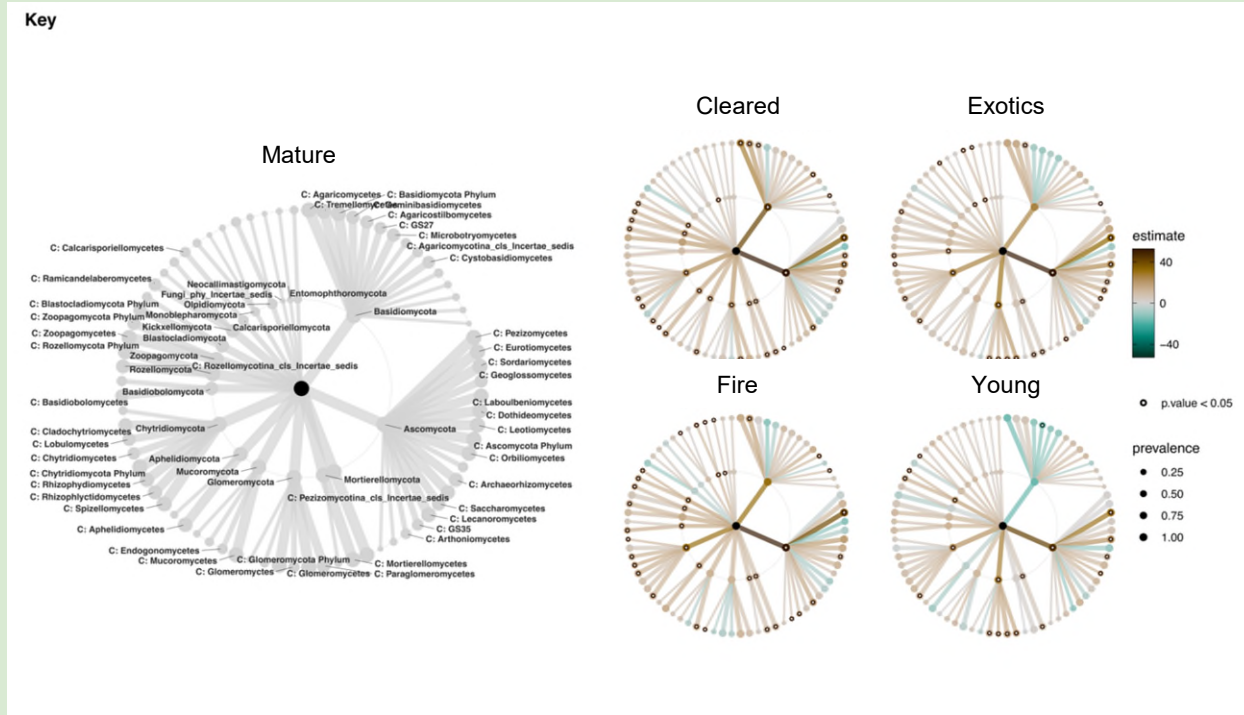 Key
Mature
C: Agaricomycetes
C: Basidiomycota Phylum
C: Agaricostilbomycetes
C: GS27
C: Microbotryomycetes
C: Agaricomycotina_cls_Incertae_sedis
C: Cystobasidiomycetes
C: Calcarisporiellomycetes
C: Ramicandelaberomycetes
Neocallimastigomycota
Fungi_phy_Incertae_sedis
Entomophthoromycota
C: Blastocladiomycota Phylum
Olpidiomycota
Basidiomycota
C: Zoopagomycota Phylum
Monoblepharomycota
Kickxellomycota
Calcarisporiellomycota
C: Zoopagomycetes
Blastocladiomycota
C: Pezizomycetes
C: Rozellomycota Phylum
C: Eurotiomycetes
Zoopagomycota
C: Sordariomycetes
Rozellomycota
C: Rozellomycotina_cls_Incertae_sedis
C: Geoglossomycetes
Basidiobolomycota
C: Basidiobolomycetes
C: Laboulbeniomycetes
C: Dothideomycetes
C: Cladochytriomycetes
Chytridiomycota
Ascomycota
C: Leotiomycetes
C: Lobulomycetes
C: Ascomycota Phylum
C: Chytridiomycetes
Aphelidiomycota
C: Orbiliomycetes
C: Chytridiomycota Phylum
Mucoromycota
Glomeromycota
Mortierellomycota
C: Rhizophydiomycetes
C: Archaeorhizomycetes
C: Rhizophlyctidomycetes
C: Pezizomycotina_cls_Incertae_sedis
C: Spizellomycetes
C: Saccharomycetes
C: Lecanoromycetes
C: Aphelidiomycetes
C: GS35
C: Arthoniomycetes
C: Endogonomycetes
C: Mucoromycetes
C: Glomeromycota Phylum
C: Mortierellomycetes
C: Glomeromyctes
C: Glomeromycetes
C: Paraglomeromycetes
Cleared
Exotics
Fire
Young
estimate
40
0
−40
p.value < 0.05
prevalence
0.25
0.50
0.75
1.00